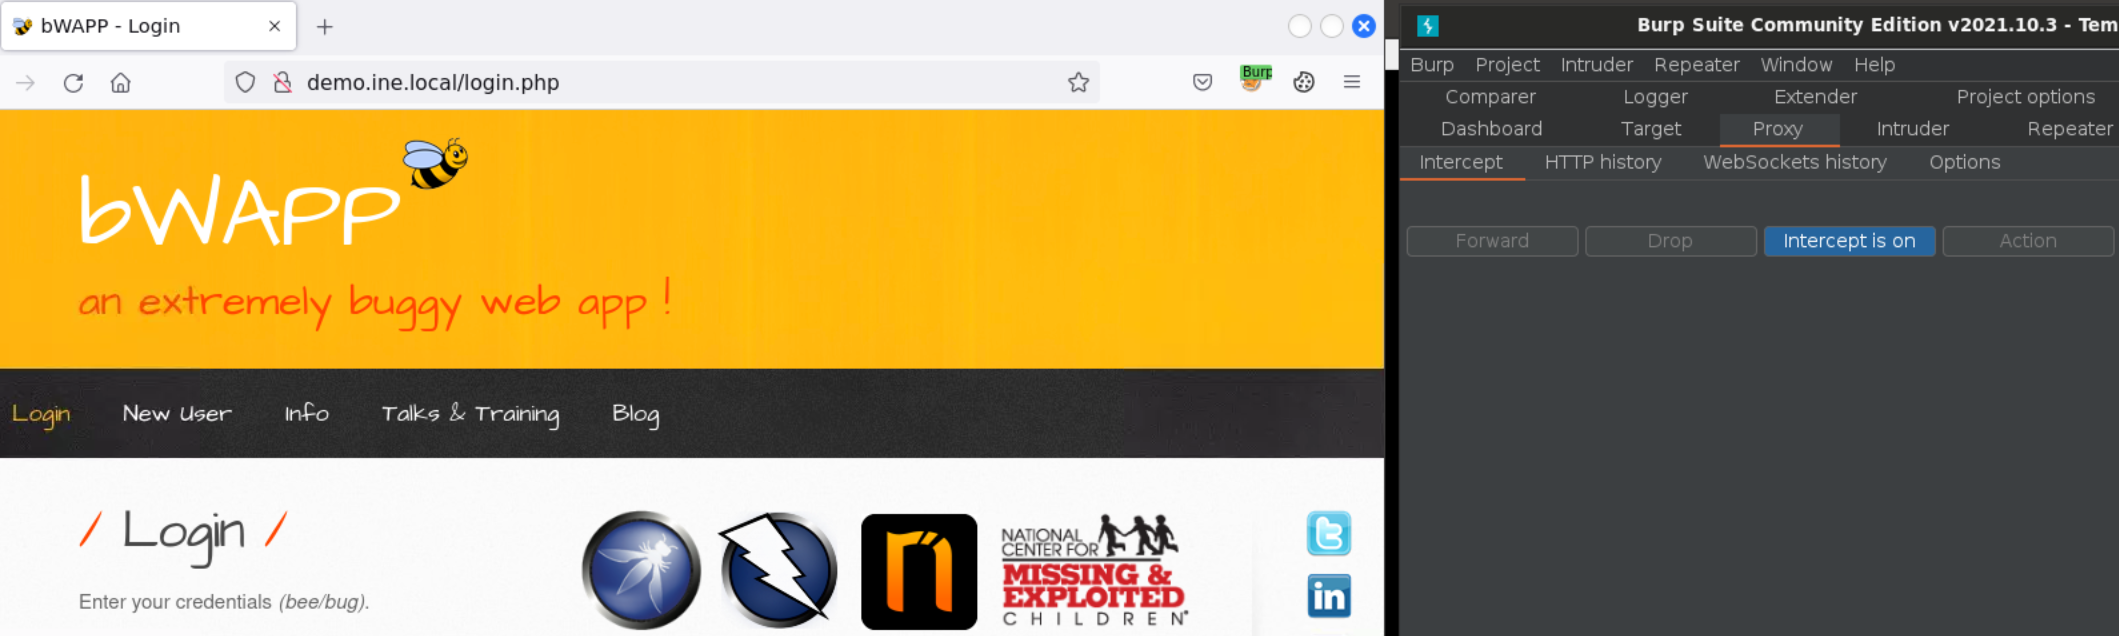 bWAPP - Login
demo.ine.local/login.php
Burp
bWAPP
an extremely buggy web app !
Login New User Info Talks & Training Blog
/ Login /
Enter your credentials (bee/bug).
NATIONAL
CENTER FOR
MISSING &
EXPLOITED
CHILDREN
in
Burp Suite Community Edition v2021.10.3 - Tem
Burp Project Intruder Repeater Window Help
Comparer Logger Extender Project options
Dashboard Target Proxy Intruder Repeater
Intercept HTTP history WebSockets history Options
Forward Drop Intercept is on Action